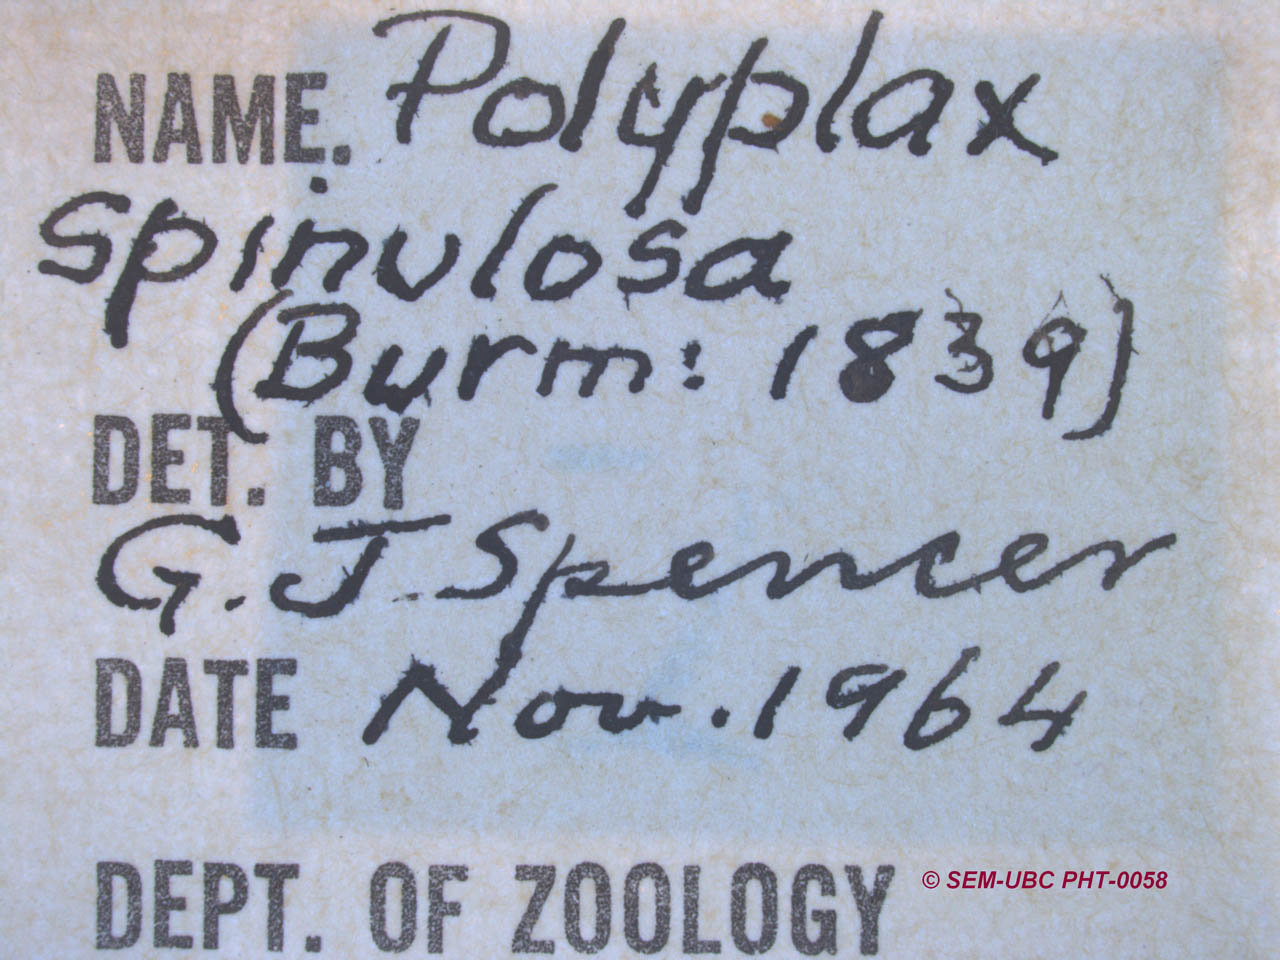 NAME. Polyplax
spinulosa
(Burm: 1839)
DET. BY
G. J Spencer
DATE Nov. 1964
DEPT. OF ZOOLOGY
© SEM-UBC PHT-0058